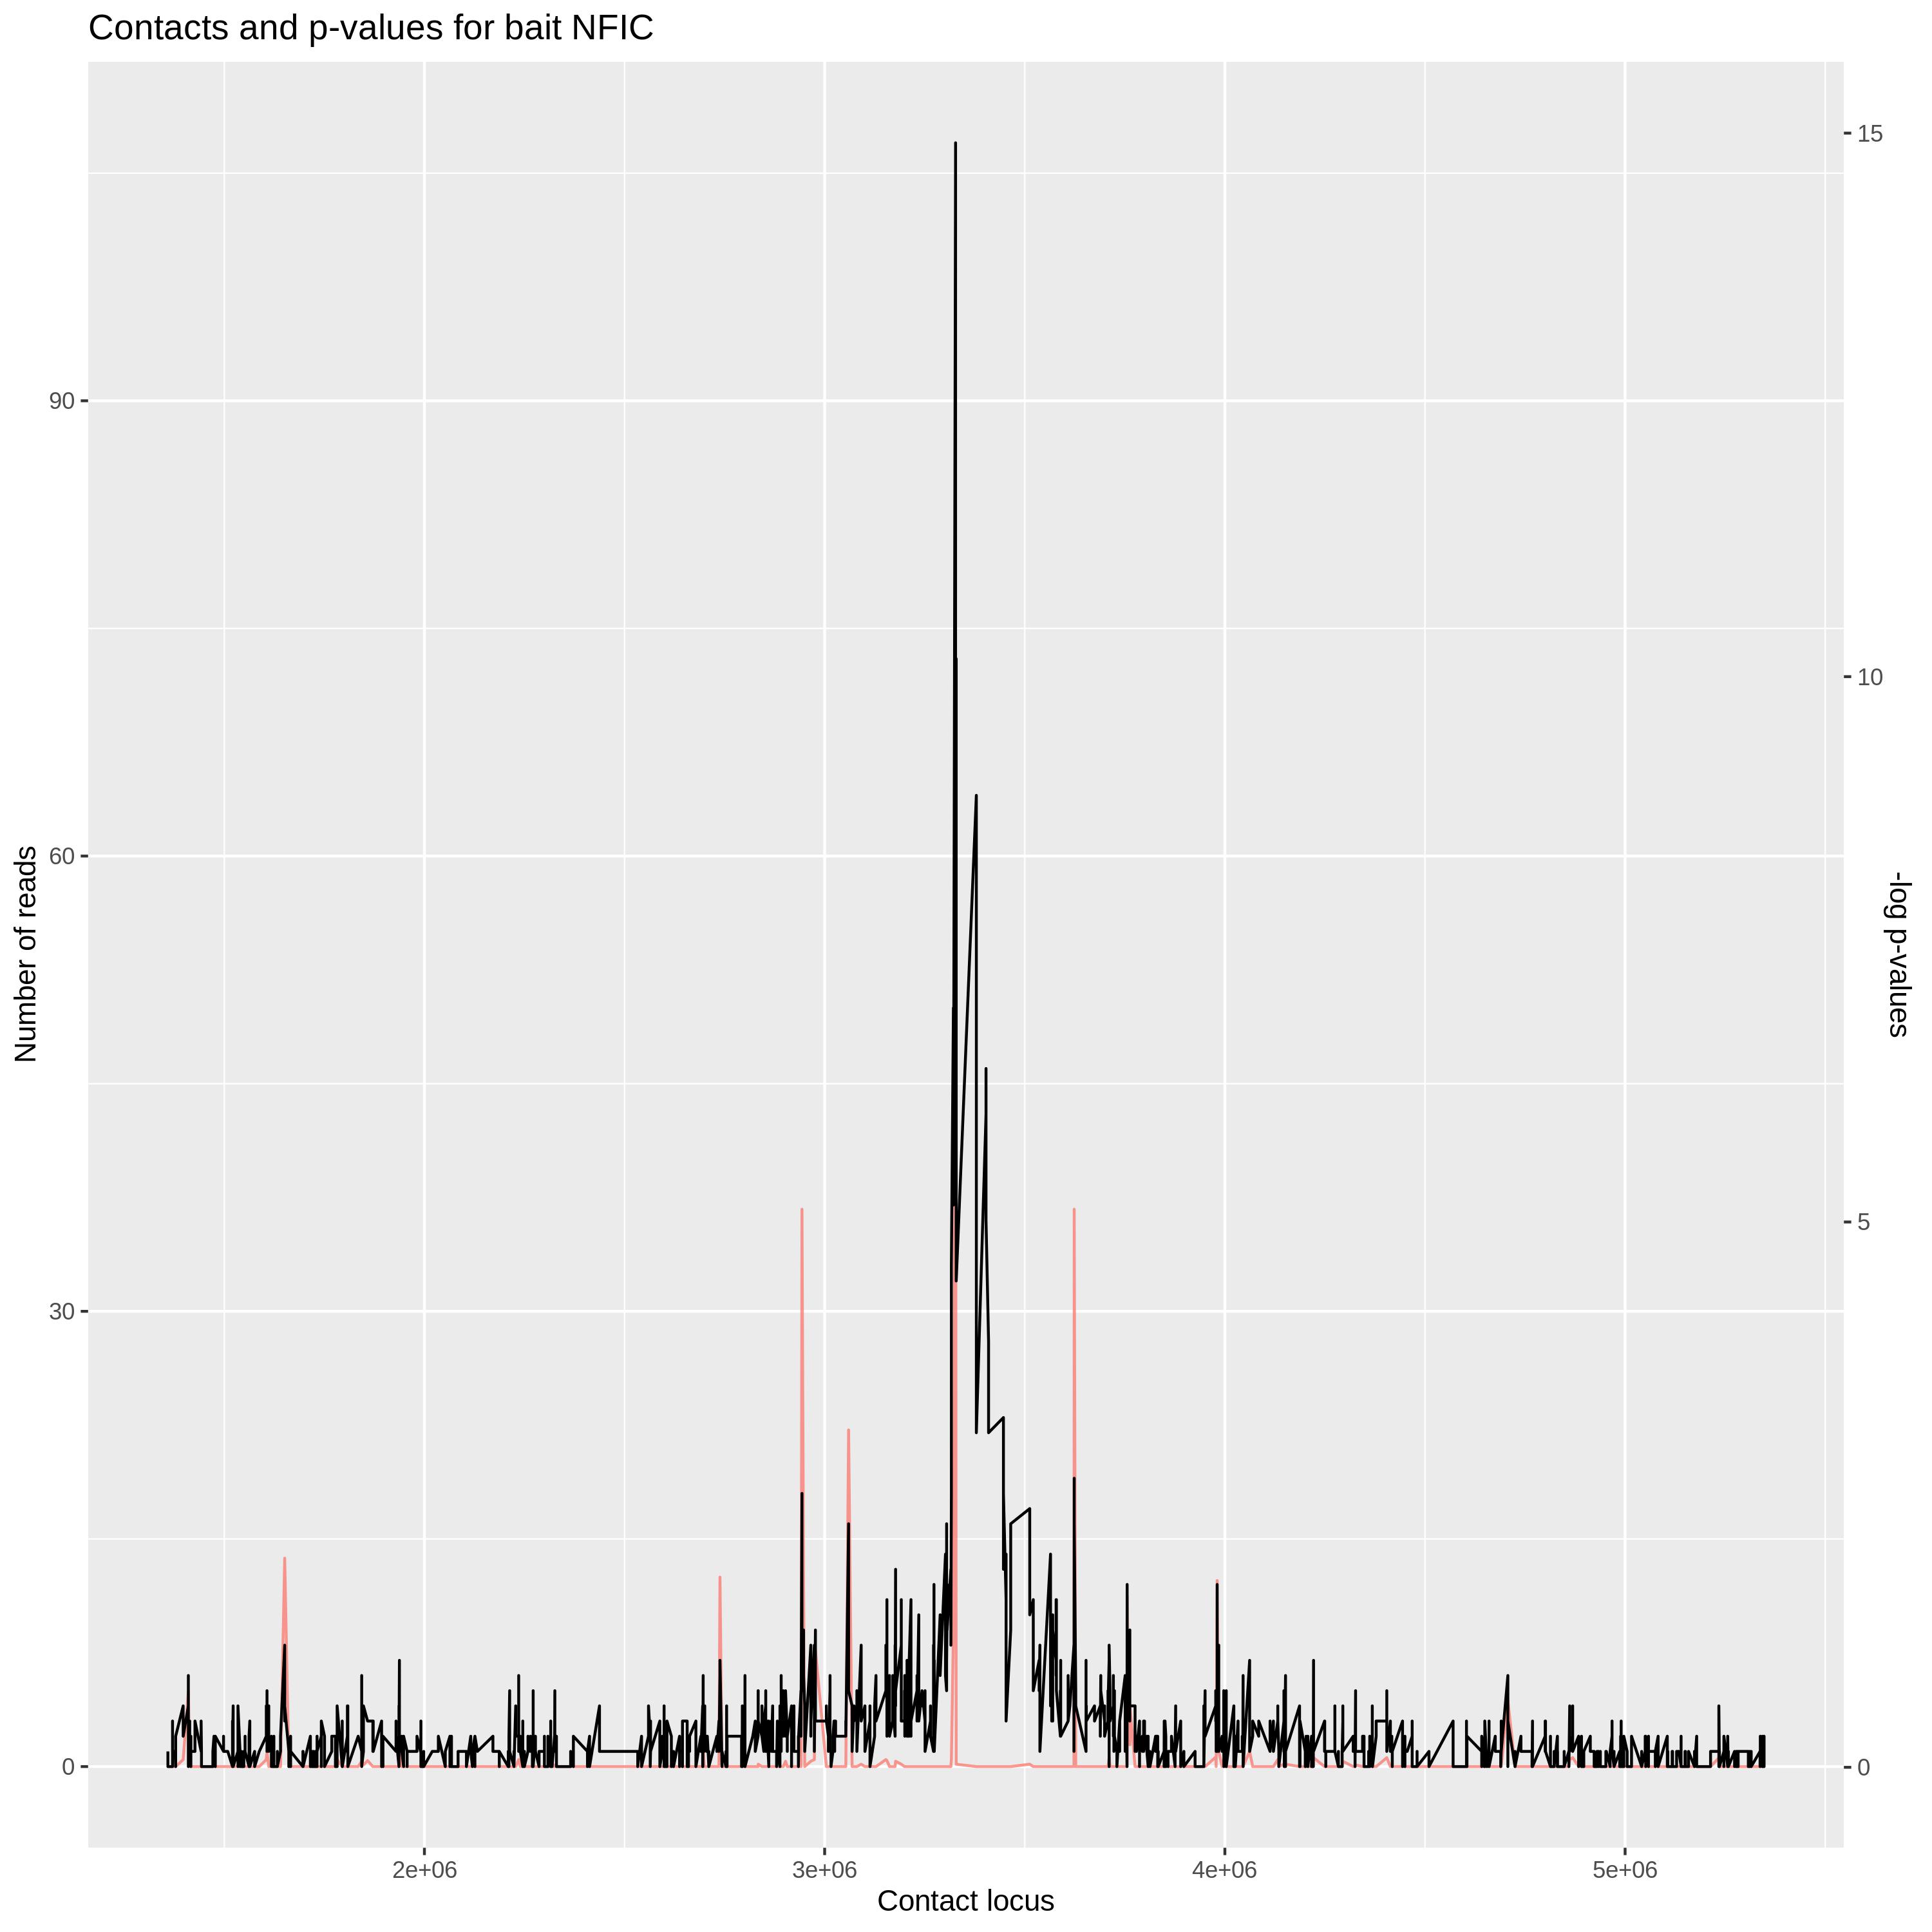 Contacts and p-values for bait NFIC
15
90
10
60
Number of reads
-log p-values
5
30
0
0
2e+06 3e+06 4e+06 5e+06
Contact locus